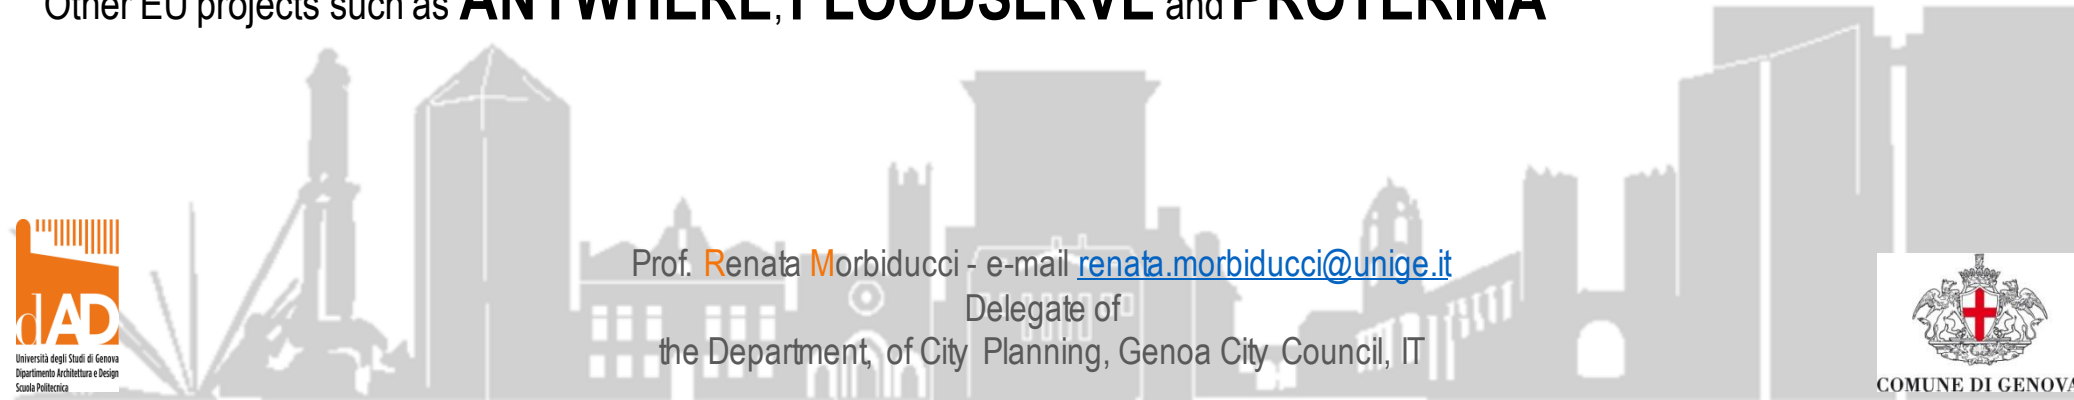 Other EU projects such as ANYWHERE, FLOODSERVE and PROTERINA
Prof. Renata Morbiducci - e-mail renata.morbiducci@unige.it
Delegate of
the Department, of City Planning, Genoa City Council, IT
dAD
Università degli Studi di Genova
Dipartimento Architettura e Design
Scuola Politecnica
COMUNE DI GENOVA